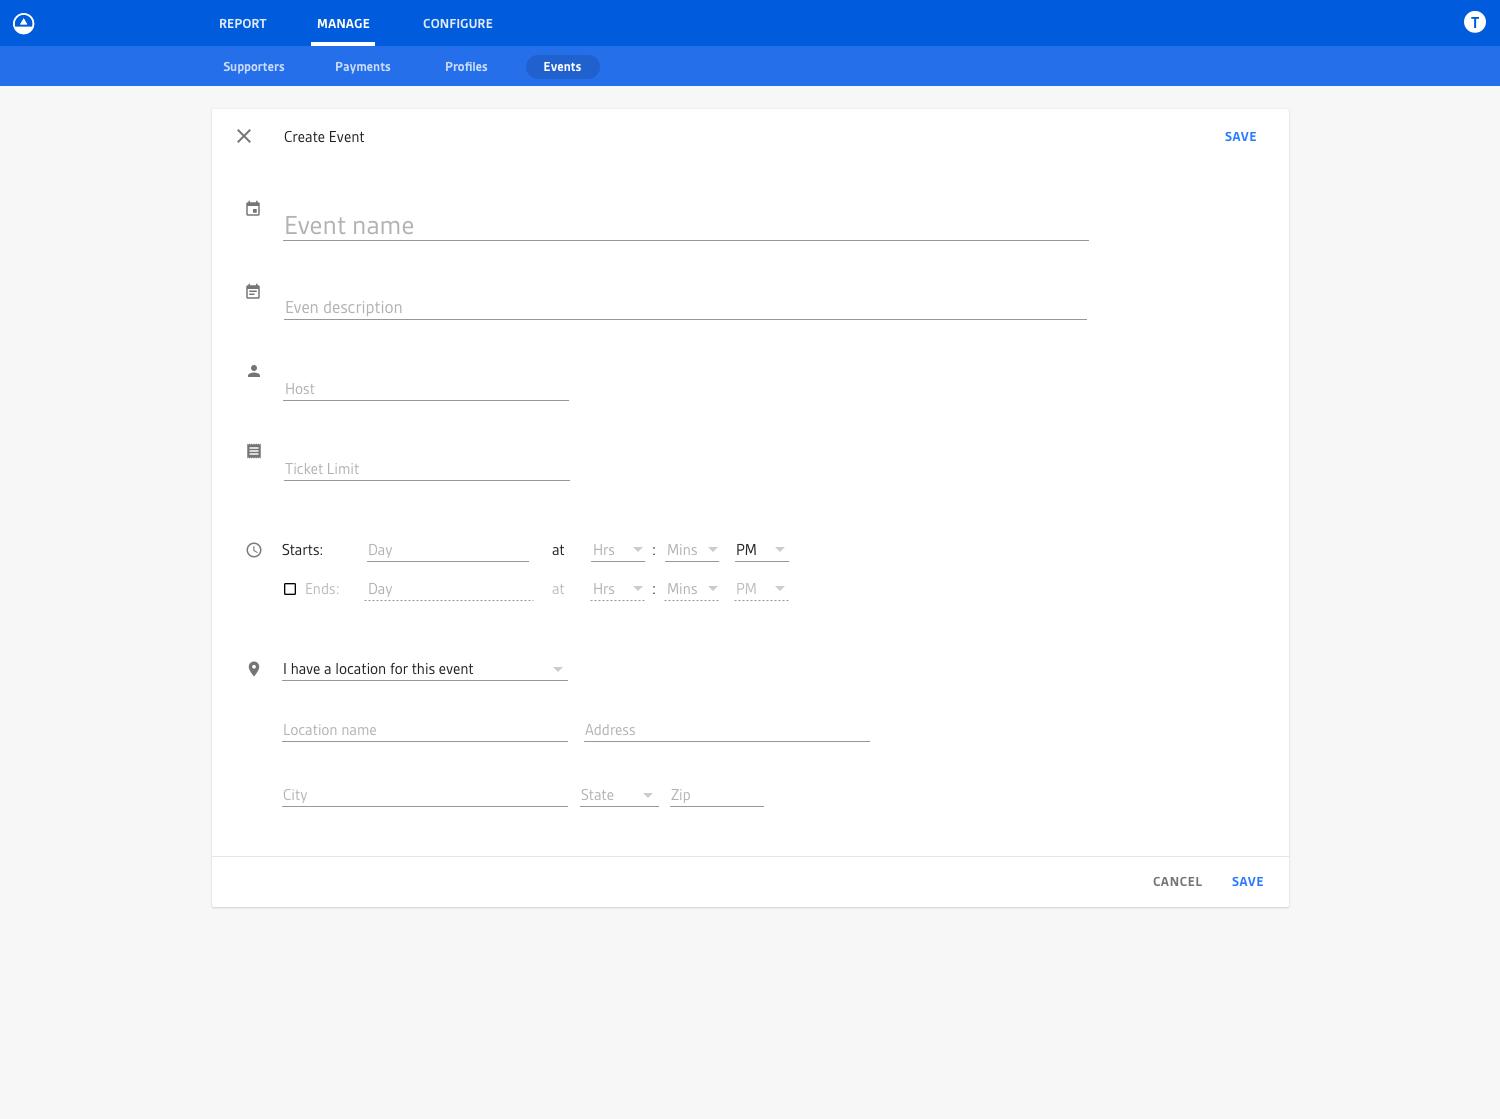 REPORT MANAGE CONFIGURE T
Supporters Payments Profiles Events
Create Event SAVE
Event name
Even description
Host
Ticket Limit
Starts: Day at Hrs : Mins PM
Ends: Day at Hrs : Mins PM
I have a location for this event
Location name Address
City State Zip
CANCEL SAVE